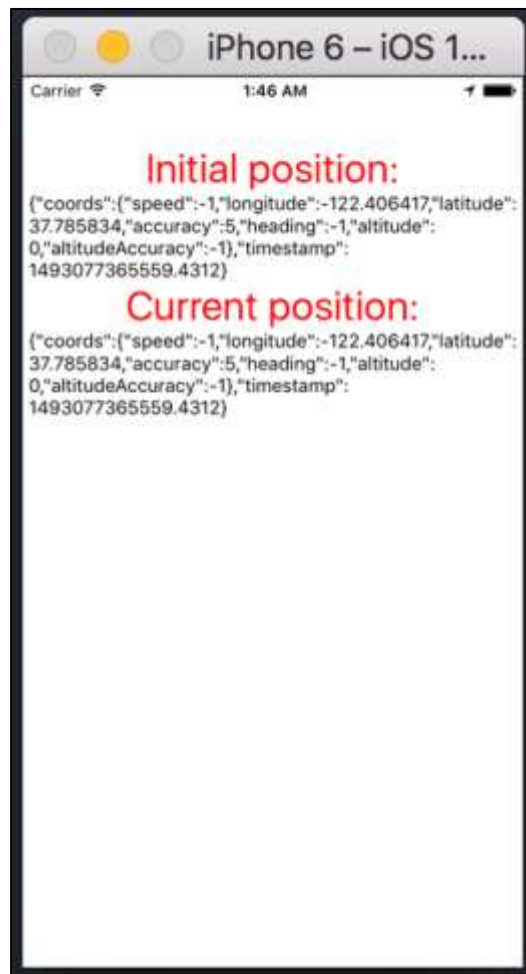 iPhone 6 – iOS 1...
Carrier
1:46 AM
Initial position:
{"coords":{"speed":-1,"longitude":-122.406417,"latitude":
37.785834,"accuracy":5,"heading":-1,"altitude":
0,"altitudeAccuracy":-1},"timestamp":
1493077365559.4312}
Current position:
{"coords":{"speed":-1,"longitude":-122.406417,"latitude":
37.785834,"accuracy":5,"heading":-1,"altitude":
0,"altitudeAccuracy":-1},"timestamp":
1493077365559.4312}